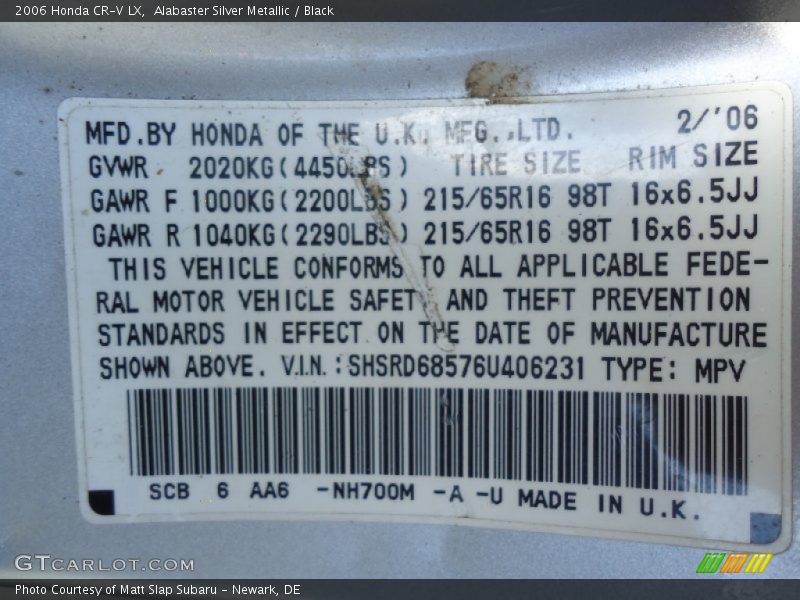 2006 Honda CR-V LX,  Alabaster Silver Metallic / Black
MFD.BY HONDA OF THE U.K. MFG.,LTD. 2/'06
GVWR 2020KG(4450LBS) TIRE SIZE RIM SIZE
GAWR F 1000KG(2200LBS) 215/65R16 98T 16x6.5JJ
GAWR R 1040KG(2290LBS) 215/65R16 98T 16x6.5JJ
THIS VEHICLE CONFORMS TO ALL APPLICABLE FEDE-
RAL MOTOR VEHICLE SAFETY AND THEFT PREVENTION
STANDARDS IN EFFECT ON THE DATE OF MANUFACTURE
SHOWN ABOVE. V.I.N.:SHSRD68576U406231 TYPE: MPV
SCB 6 AA6 -NH700M -A -U MADE IN U.K.
GTCARLOT.COM
Photo Courtesy of Matt Slap Subaru - Newark, DE